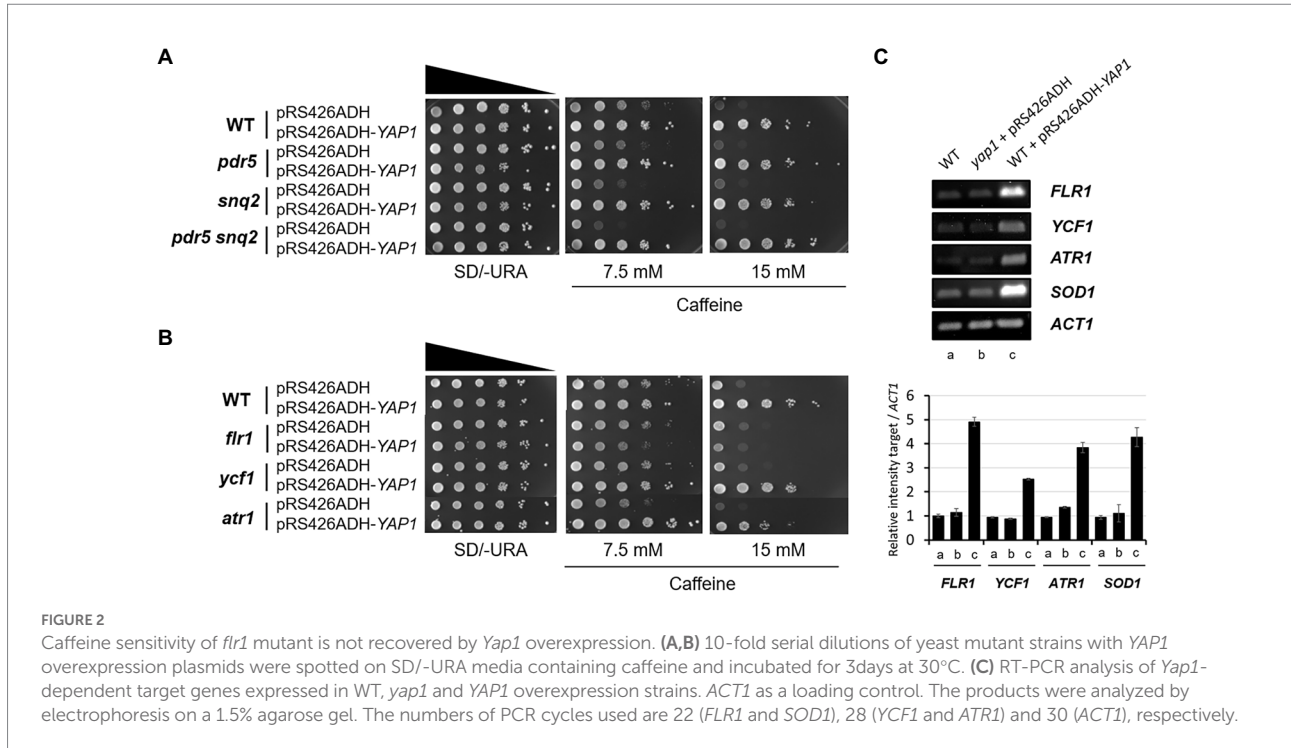 A
WT
pRS426ADH
pRS426ADH-YAP1
pdr5
pRS426ADH
pRS426ADH-YAP1
snq2
pRS426ADH
pRS426ADH-YAP1
pdr5 snq2
pRS426ADH
pRS426ADH-YAP1
SD/-URA
7.5 mM
15 mM
Caffeine
B
WT
pRS426ADH
pRS426ADH-YAP1
flr1
pRS426ADH
pRS426ADH-YAP1
ycf1
pRS426ADH
pRS426ADH-YAP1
atr1
pRS426ADH
pRS426ADH-YAP1
SD/-URA
7.5 mM
15 mM
Caffeine
C
WT
yap1 + pRS426ADH
WT + pRS426ADH-YAP1
FLR1
YCF1
ATR1
SOD1
ACT1
a b c
Relative intensity target / ACT1
6
5
4
3
2
1
0
a b c a b c a b c a b c
FLR1 YCF1 ATR1 SOD1
FIGURE 2
Caffeine sensitivity of flr1 mutant is not recovered by Yap1 overexpression. (A,B) 10-fold serial dilutions of yeast mutant strains with YAP1
overexpression plasmids were spotted on SD/-URA media containing caffeine and incubated for 3days at 30°C. (C) RT-PCR analysis of Yap1-
dependent target genes expressed in WT, yap1 and YAP1 overexpression strains. ACT1 as a loading control. The products were analyzed by
electrophoresis on a 1.5% agarose gel. The numbers of PCR cycles used are 22 (FLR1 and SOD1), 28 (YCF1 and ATR1) and 30 (ACT1), respectively.